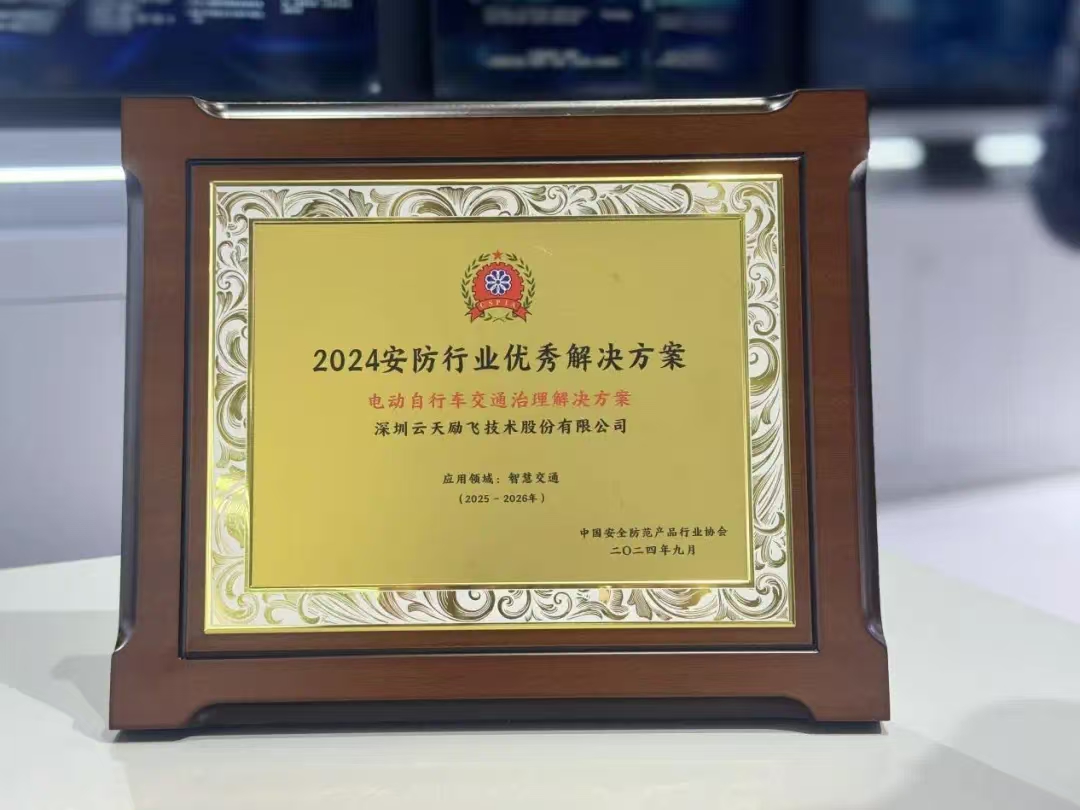 CSPIA
2024安防行业优秀解决方案
电动自行车交通治理解决方案
深圳云天励飞技术股份有限公司
应用领域：智慧交通
（2025 - 2026年）
中国安全防范产品行业协会
二〇二四年九月